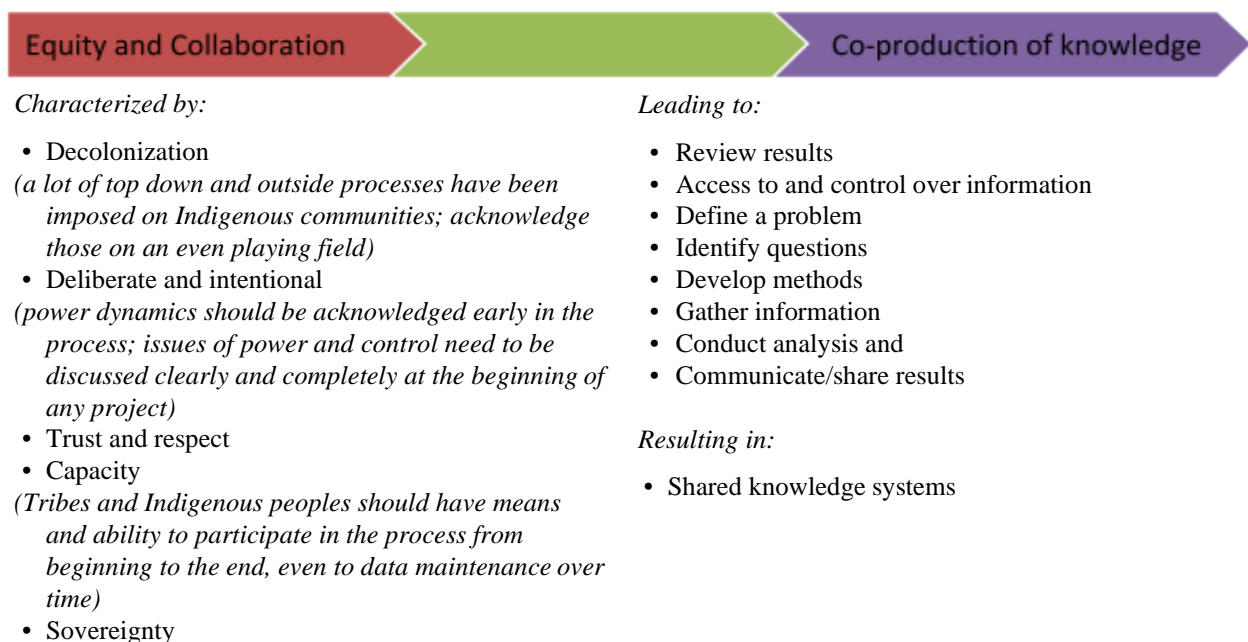 Equity and Collaboration
Co-production of knowledge
Characterized by:
• Decolonization
(a lot of top down and outside processes have been
imposed on Indigenous communities; acknowledge
those on an even playing field)
• Deliberate and intentional
(power dynamics should be acknowledged early in the
process; issues of power and control need to be
discussed clearly and completely at the beginning of
any project)
• Trust and respect
• Capacity
(Tribes and Indigenous peoples should have means
and ability to participate in the process from
beginning to the end, even to data maintenance over
time)
• Sovereignty
Leading to:
• Review results
• Access to and control over information
• Define a problem
• Identify questions
• Develop methods
• Gather information
• Conduct analysis and
• Communicate/share results
Resulting in:
• Shared knowledge systems